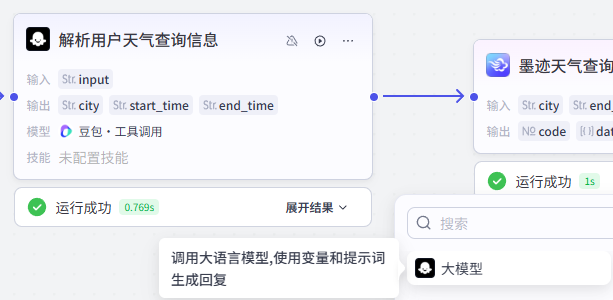 解析用户天气查询信息
输入 Str. input
输出 Str. city Str. start_time Str. end_time
模型 豆包·工具调用
技能 未配置技能
运行成功 0.769s 展开结果
墨迹天气查询
输入 Str. city Str. end_
输出 № code [()] dat
运行成功 1s
搜索
大模型
调用大语言模型,使用变量和提示词
生成回复